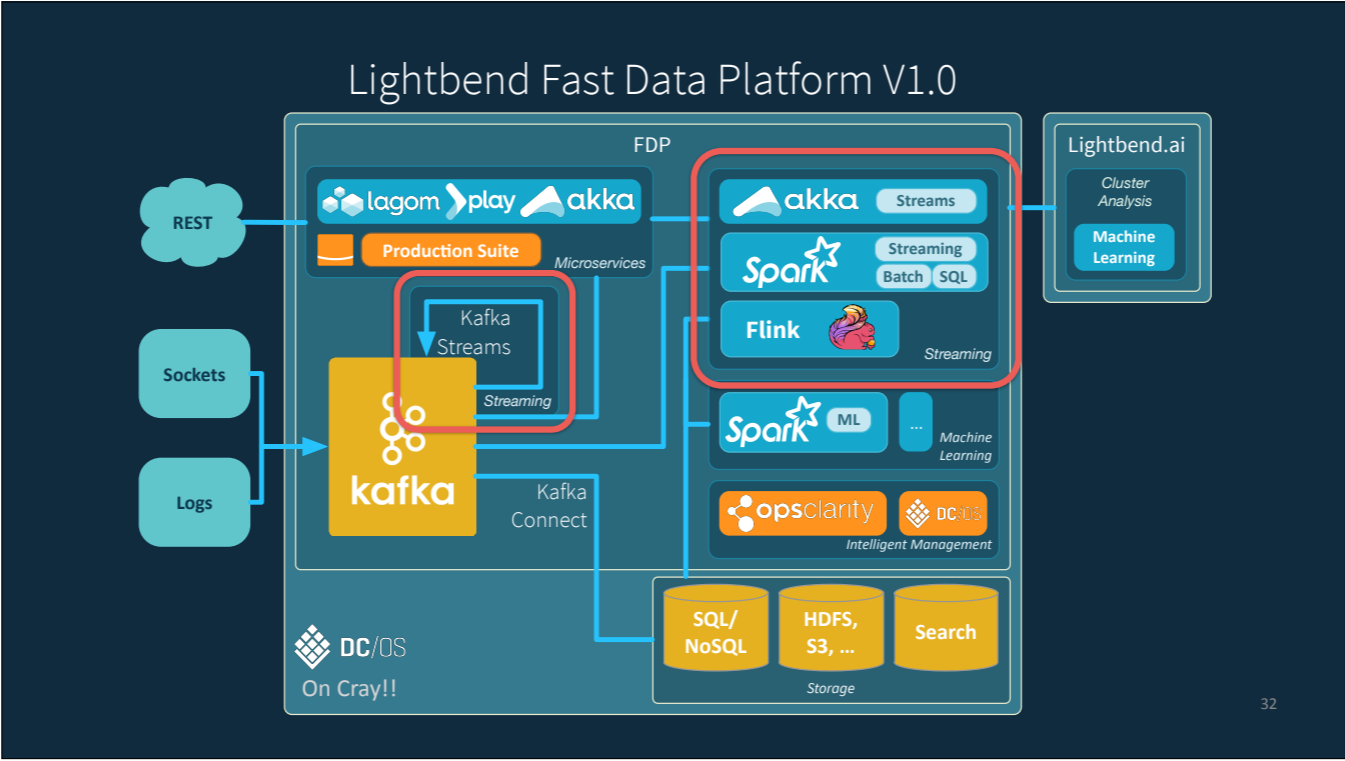 Lightbend Fast Data Platform V1.0
FDP
REST
lagom play akka
Production Suite
Microservices
akka
Streams
Spark
Streaming
Batch SQL
Flink
Streaming
Lightbend.ai
Cluster
Analysis
Machine
Learning
Kafka
Streams
Streaming
Sockets
Logs
kafka
Kafka
Connect
Spark
ML
...
Machine
Learning
opsclarity
DC/OS
Intelligent Management
SQL/
NoSQL
HDFS,
S3, ...
Search
Storage
DC/OS
On Cray!!
32